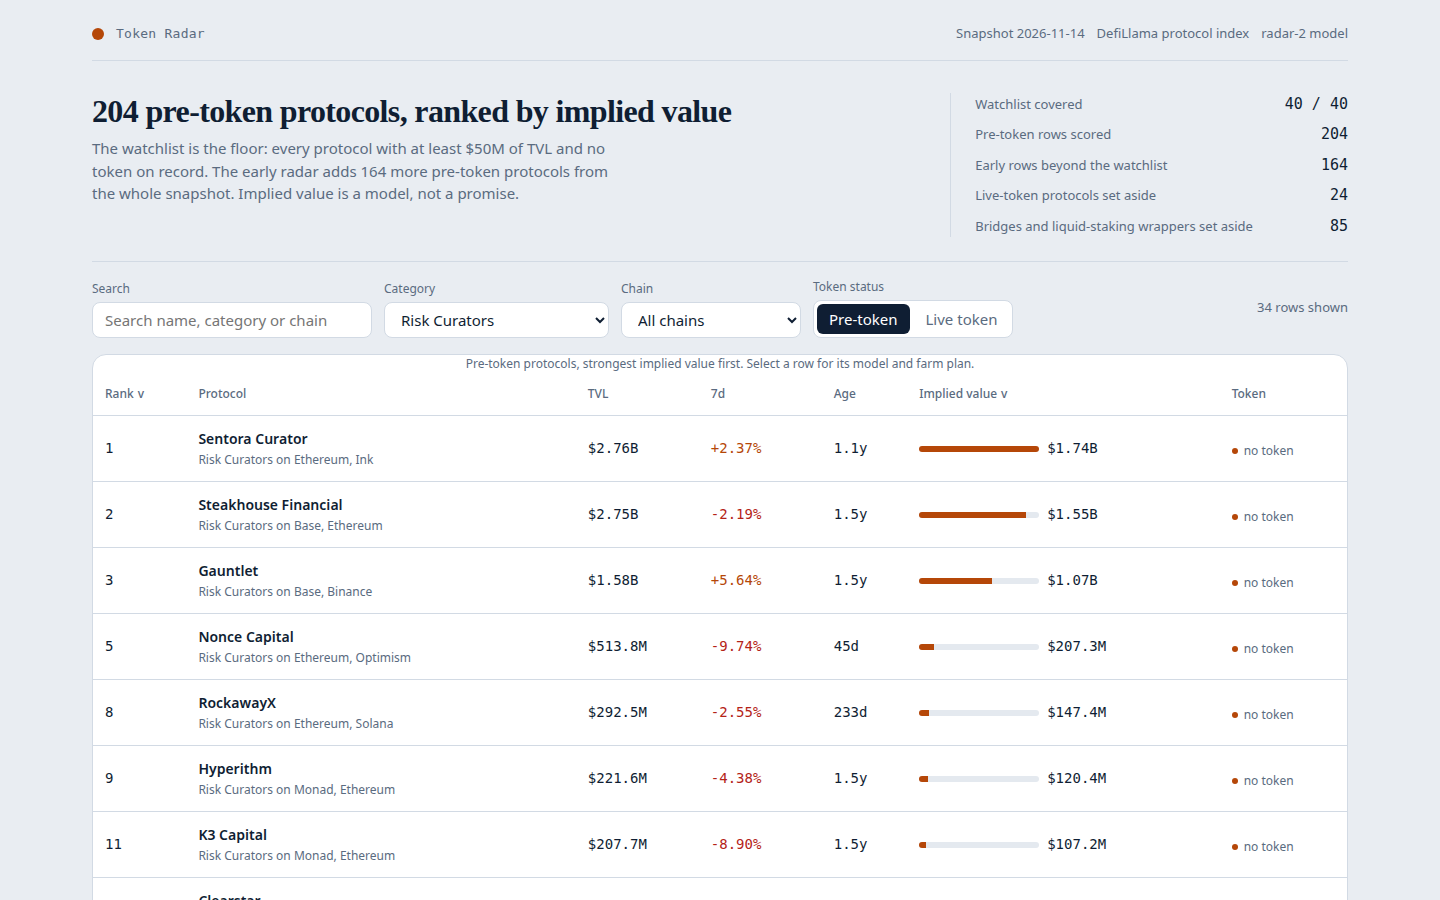 Token Radar
Snapshot 2026-11-14 DefiLlama protocol index radar-2 model
204 pre-token protocols, ranked by implied value
The watchlist is the floor: every protocol with at least $50M of TVL and no
token on record. The early radar adds 164 more pre-token protocols from
the whole snapshot. Implied value is a model, not a promise.
Watchlist covered 40 / 40
Pre-token rows scored 204
Early rows beyond the watchlist 164
Live-token protocols set aside 24
Bridges and liquid-staking wrappers set aside 85
Search
Search name, category or chain
Category
Risk Curators
Chain
All chains
Token status
Pre-token Live token
34 rows shown
Pre-token protocols, strongest implied value first. Select a row for its model and farm plan.
Rank v Protocol TVL 7d Age Implied value v Token
1 Sentora Curator $2.76B +2.37% 1.1y $1.74B no token
Risk Curators on Ethereum, Ink
2 Steakhouse Financial $2.75B -2.19% 1.5y $1.55B no token
Risk Curators on Base, Ethereum
3 Gauntlet $1.58B +5.64% 1.5y $1.07B no token
Risk Curators on Base, Binance
5 Nonce Capital $513.8M -9.74% 45d $207.3M no token
Risk Curators on Ethereum, Optimism
8 RockawayX $292.5M -2.55% 233d $147.4M no token
Risk Curators on Ethereum, Solana
9 Hyperithm $221.6M -4.38% 1.5y $120.4M no token
Risk Curators on Monad, Ethereum
11 K3 Capital $207.7M -8.90% 1.5y $107.2M no token
Risk Curators on Monad, Ethereum
Clearstar